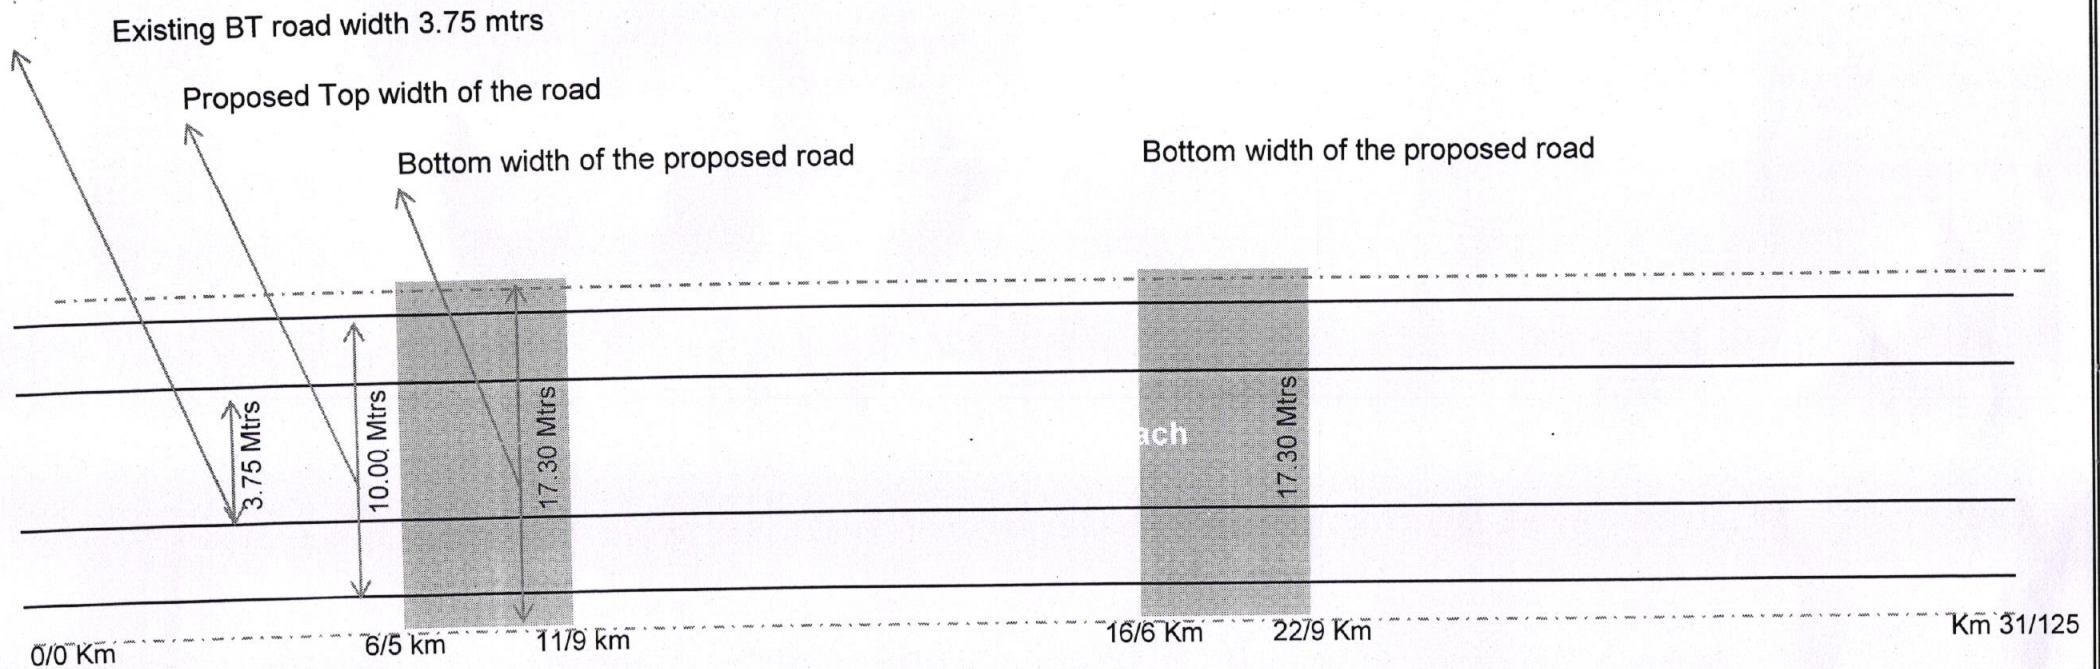 Existing BT road width 3.75 mtrs
Proposed Top width of the road
Bottom width of the proposed road
Bottom width of the proposed road
3.75 Mtrs
10.00 Mtrs
17.30 Mtrs
ach
17.30 Mtrs
0/0 Km
6/5 km
11/9 km
16/6 Km
22/9 Km
Km 31/125